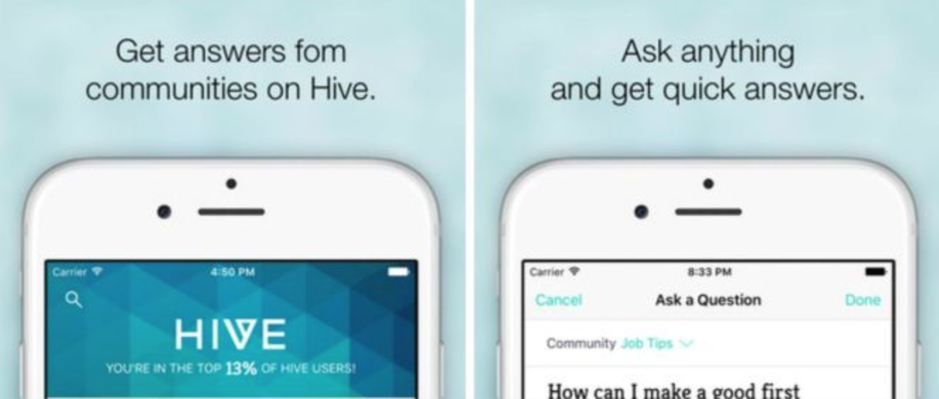 Get answers fom
communities on Hive.
Carrier
4:50 PM
HIVE
YOU'RE IN THE TOP 13% OF HIVE USERS!
Ask anything
and get quick answers.
Carrier
8:33 PM
Cancel
Ask a Question
Done
Community Job Tips
How can I make a good first